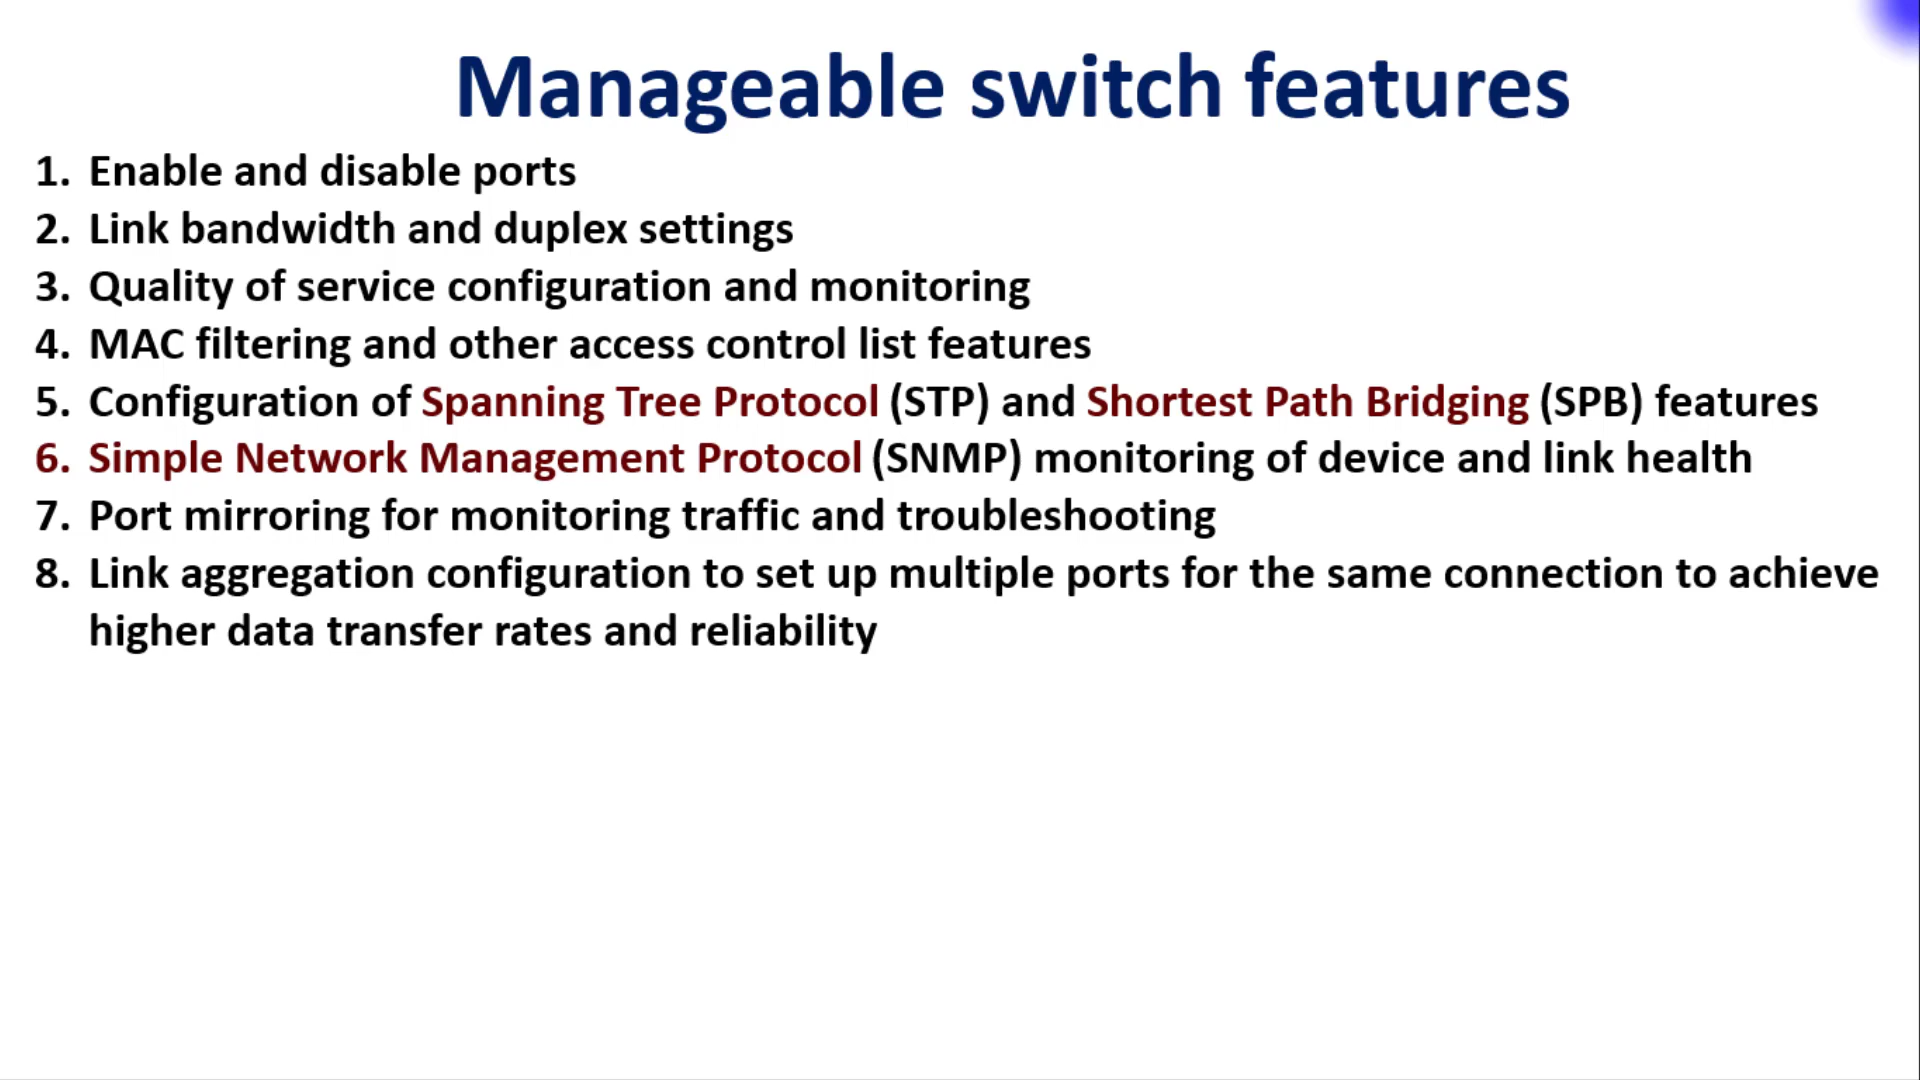 Manageable switch features
1. Enable and disable ports
2. Link bandwidth and duplex settings
3. Quality of service configuration and monitoring
4. MAC filtering and other access control list features
5. Configuration of Spanning Tree Protocol (STP) and Shortest Path Bridging (SPB) features
6. Simple Network Management Protocol (SNMP) monitoring of device and link health
7. Port mirroring for monitoring traffic and troubleshooting
8. Link aggregation configuration to set up multiple ports for the same connection to achieve
higher data transfer rates and reliability